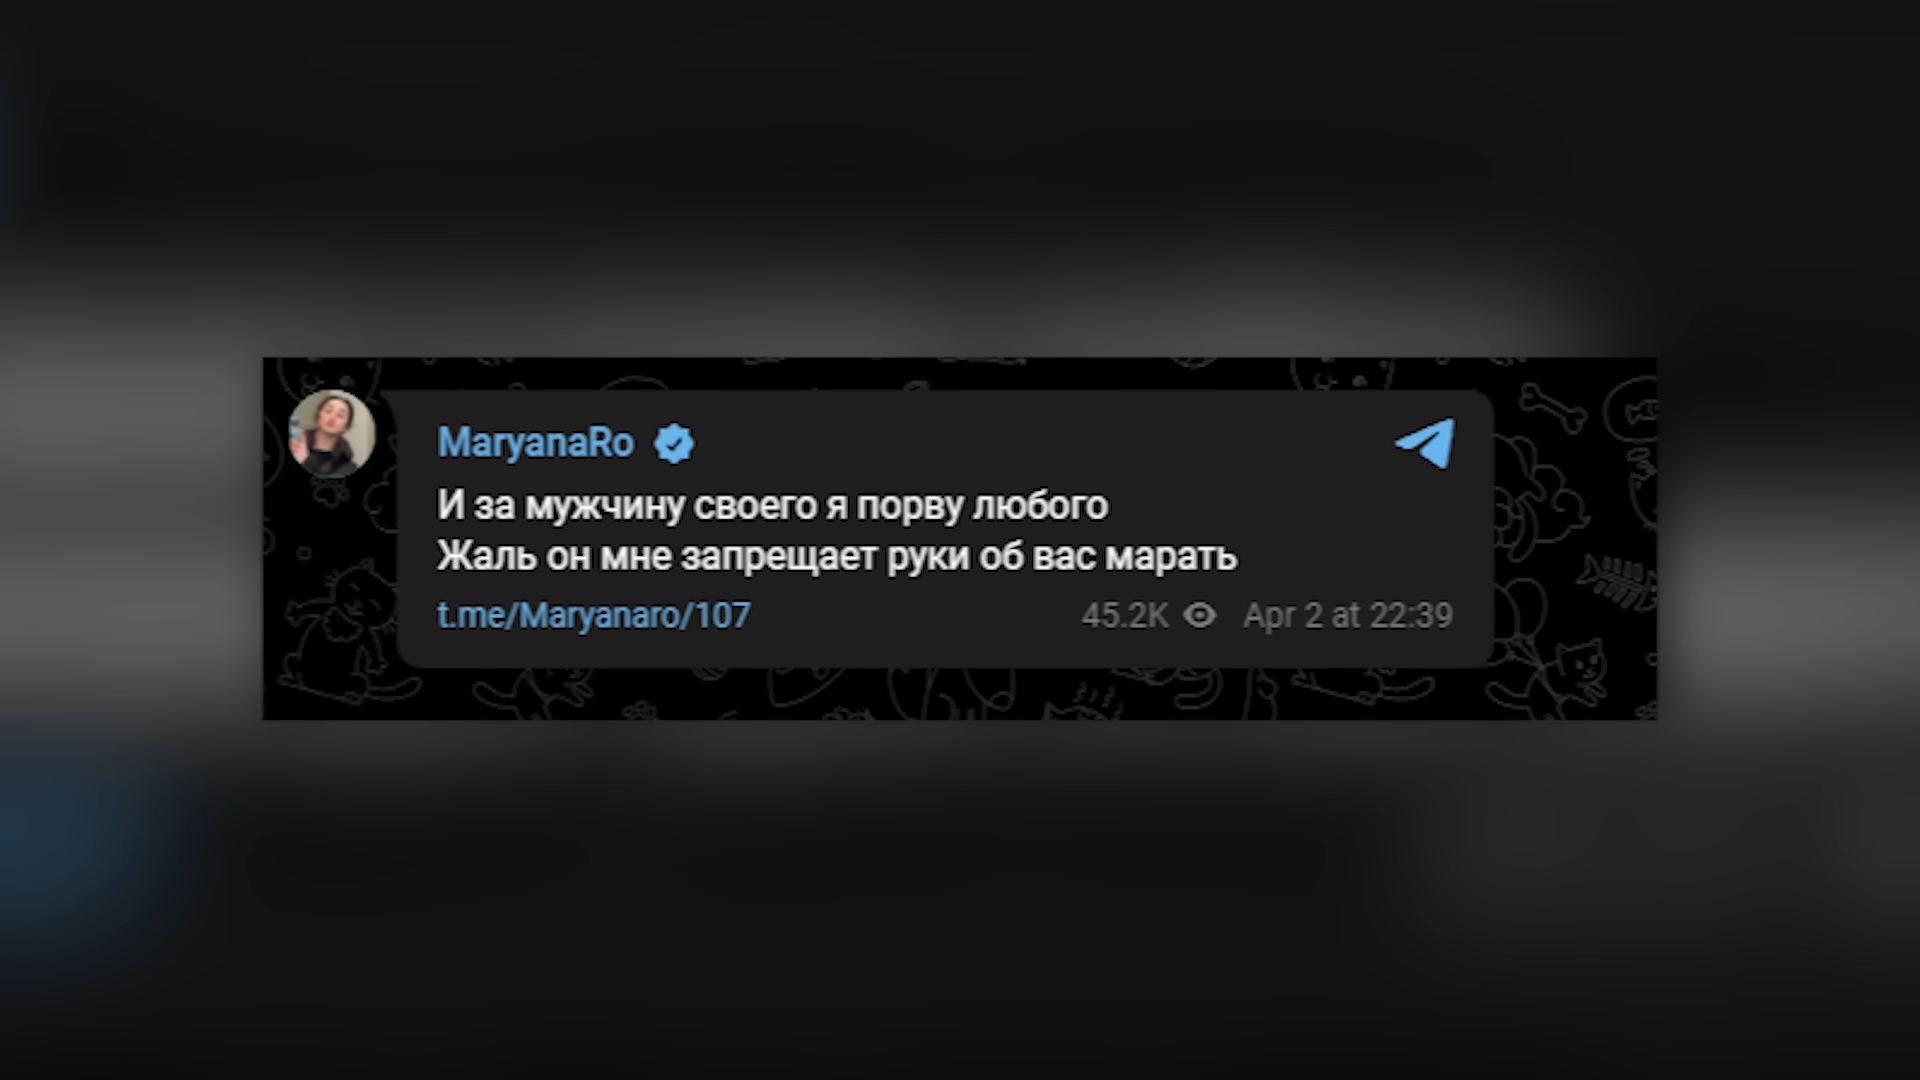 MaryanaRo
И за мужчину своего я порву любого
Жаль он мне запрещает руки об вас марать
t.me/Maryanaro/107 45.2K Apr 2 at 22:39